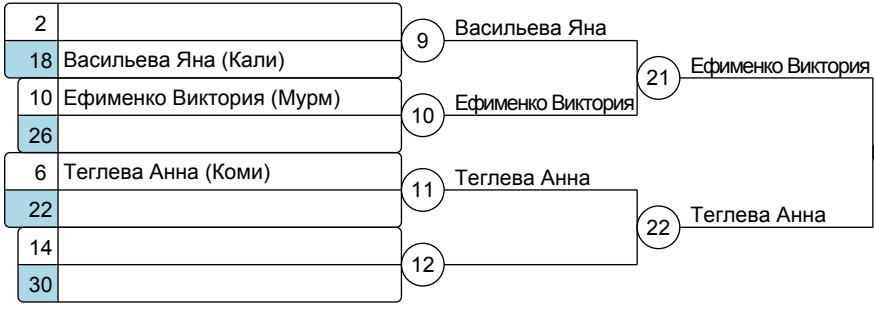 2
18 Васильева Яна (Кали)
9 Васильева Яна
10 Ефименко Виктория (Мурм)
26
10 Ефименко Виктория
21 Ефименко Виктория
6 Теглева Анна (Коми)
22
11 Теглева Анна
14
30
12
22 Теглева Анна